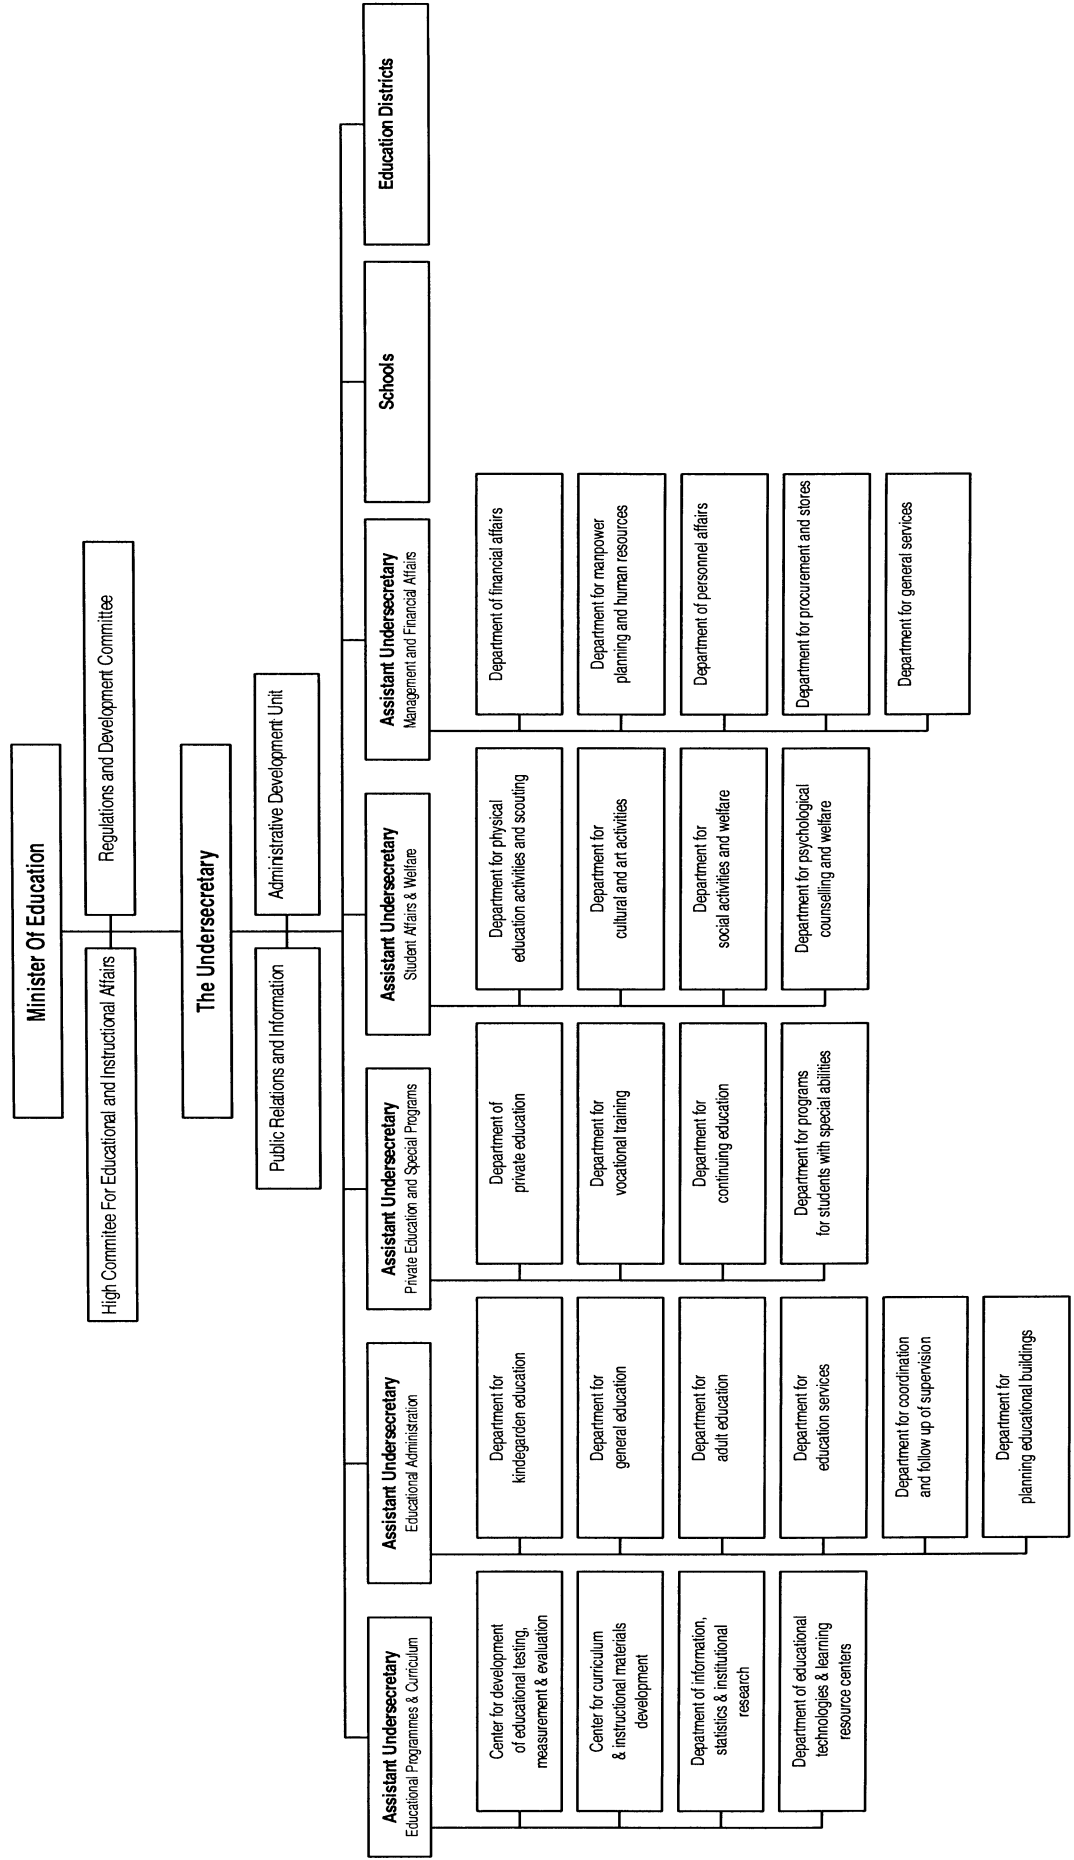 Minister Of Education
High Committee For Educational and Instructional Affairs
Regulations and Development Committee
The Undersecretary
Public Relations and Information
Administrative Development Unit
Assistant Undersecretary
Educational Programmes & Curriculum
Center for development
of educational testing,
measurement & evaluation
Center for curriculum
& instructional materials
development
Depatment of information,
statistics & institutional
research
Department of educational
technologies & learning
resource centers
Assistant Undersecretary
Educational Administration
Department for
kindegarden education
Department for
general education
Department for
adult education
Department for
education services
Department for coordination
and follow up of supervision
Department for
planning educational buildings
Assistant Undersecretary
Private Education and Special Programs
Department of
private education
Department for
vocational training
Department for
continuing education
Department for programs
for students with special abilities
Assistant Undersecretary
Student Affairs & Welfare
Department for physical
education activities and scouting
Department for
cultural and art activities
Department for
social activities and welfare
Department for psychological
counselling and welfare
Assistant Undersecretary
Management and Financial Affairs
Department of financial affairs
Department for manpower
planning and human resources
Department of personnel affairs
Department for procurement and stores
Department for general services
Schools
Education Districts